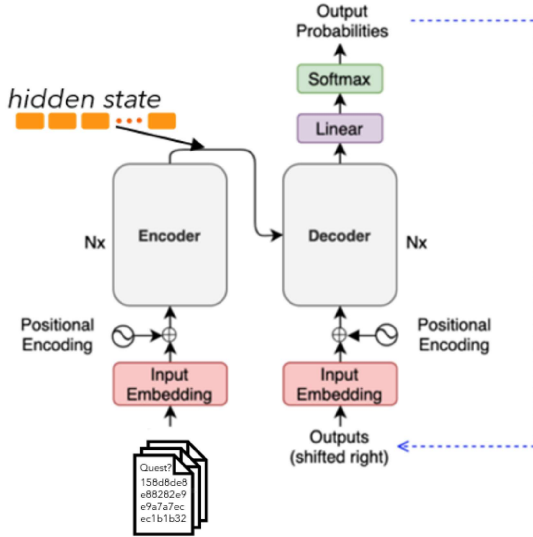 Output
Probabilities
Softmax
hidden state
Linear
Encoder
Decoder
Nx
Nx
Positional
Encoding
Positional
Encoding
Input
Embedding
Input
Embedding
Outputs
(shifted right)
Quest?
158d8de8
e88282e9
e9a7a7ec
ec1b1b32